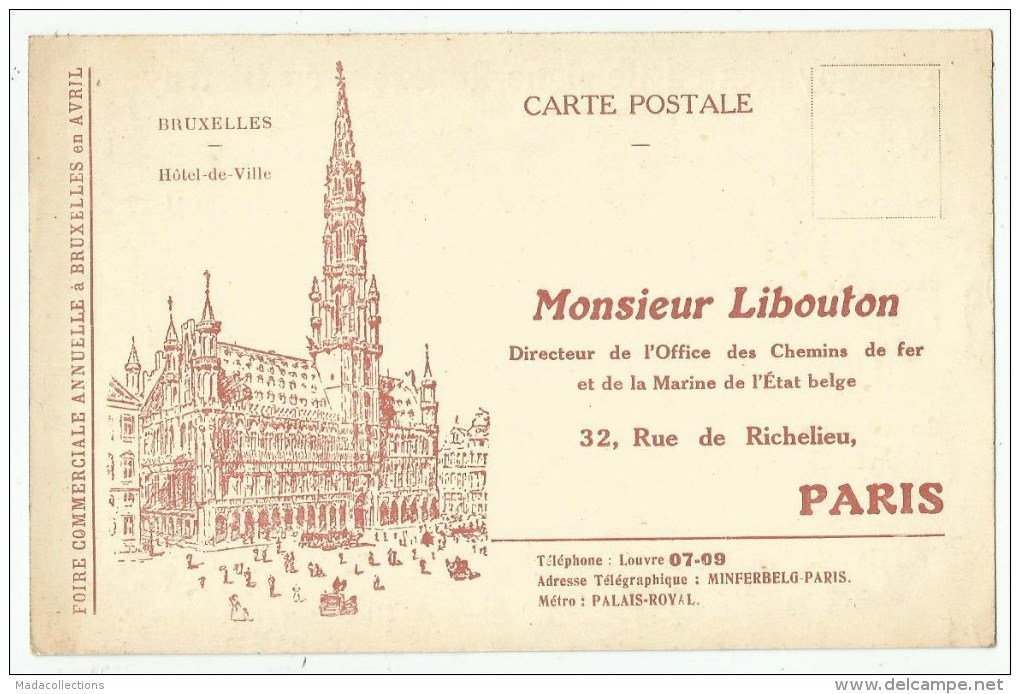 FOIRE COMMERCIALE ANNUELLE à BRUXELLES en AVRIL
BRUXELLES
Hôtel-de-Ville
CARTE POSTALE
Monsieur Libouton
Directeur de l'Office des Chemins de fer
et de la Marine de l'État belge
32, Rue de Richelieu,
PARIS
Téléphone : Louvre 07-09
Adresse Télégraphique : MINFERBELG-PARIS.
Métro : PALAIS-ROYAL.
Madacollections
www.delcampe.net